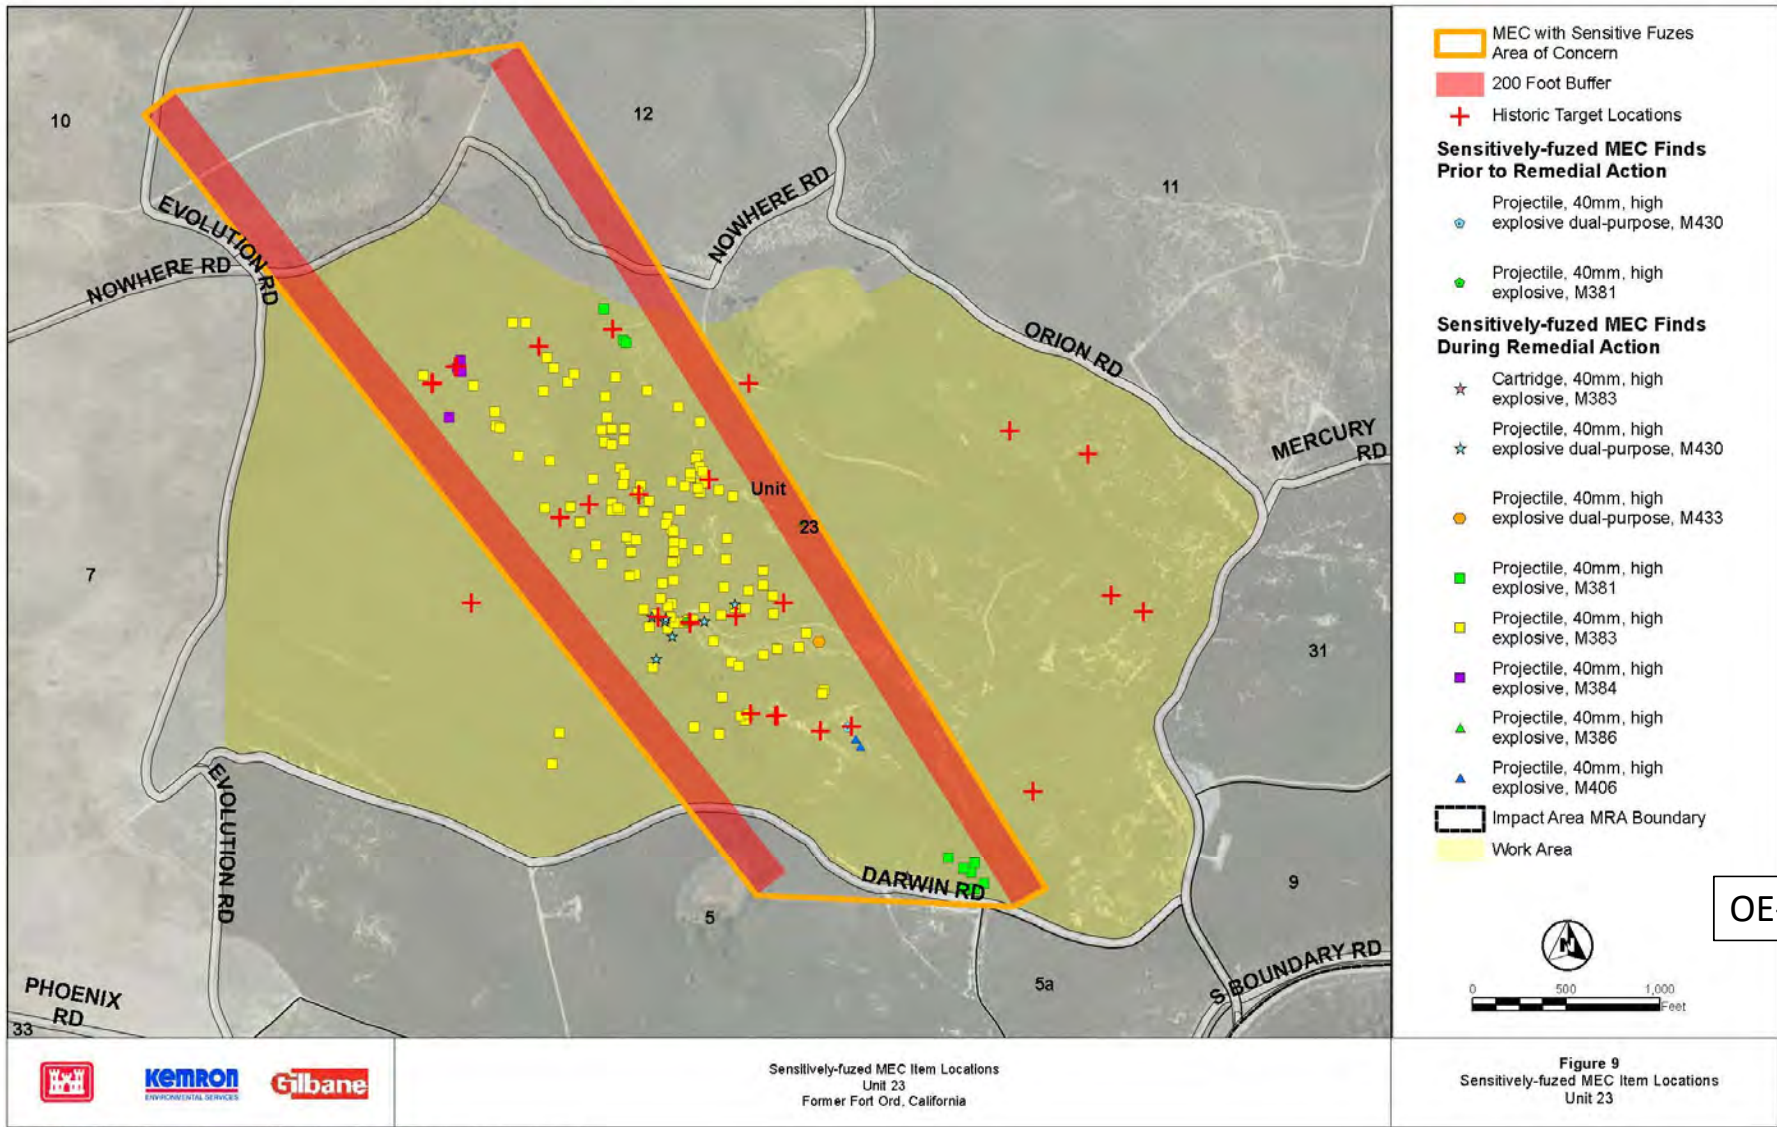 10
12
11
EVOLUTION RD
NOWHERE RD
NOWHERE RD
ORION RD
MERCURY
RD
Unit
23
7
31
EVOLUTION RD
DARWIN RD
5
9
5a
S BOUNDARY RD
PHOENIX
RD
33
MEC with Sensitive Fuzes
Area of Concern
200 Foot Buffer
Historic Target Locations
Sensitively-fuzed MEC Finds
Prior to Remedial Action
Projectile, 40mm, high
explosive dual-purpose, M430
Projectile, 40mm, high
explosive, M381
Sensitively-fuzed MEC Finds
During Remedial Action
Cartridge, 40mm, high
explosive, M383
Projectile, 40mm, high
explosive dual-purpose, M430
Projectile, 40mm, high
explosive dual-purpose, M433
Projectile, 40mm, high
explosive, M381
Projectile, 40mm, high
explosive, M383
Projectile, 40mm, high
explosive, M384
Projectile, 40mm, high
explosive, M386
Projectile, 40mm, high
explosive, M406
Impact Area MRA Boundary
Work Area
OE-
N
0 500 1,000
Feet
KEMRON
ENVIRONMENTAL SERVICES
Gilbane
Sensitively-fuzed MEC Item Locations
Unit 23
Former Fort Ord, California
Figure 9
Sensitively-fuzed MEC Item Locations
Unit 23